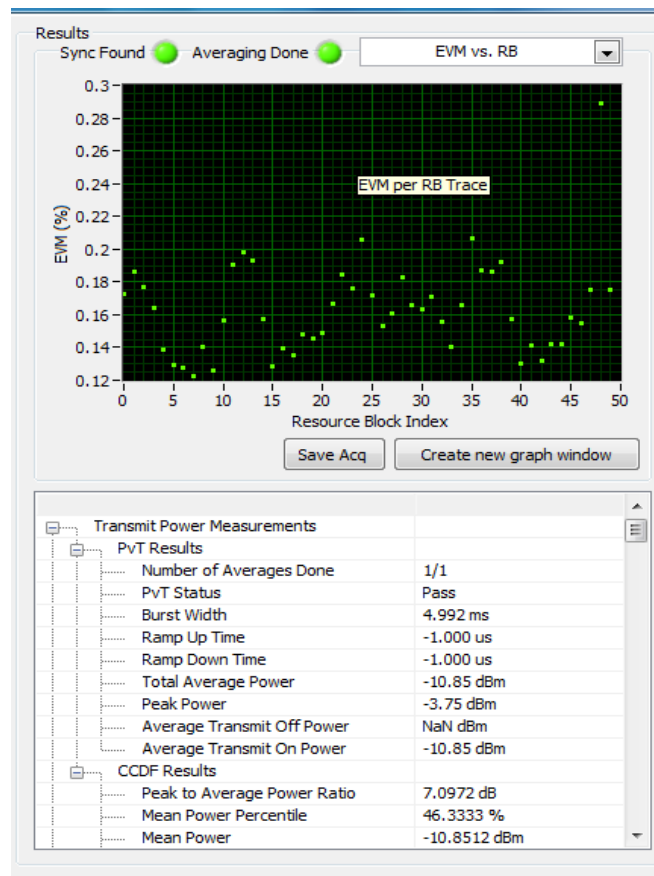 Results
Sync Found Averaging Done EVM vs. RB
0.3
0.28
0.26
0.24
EVM per RB Trace
0.22
0.2
0.18
0.16
0.14
0.12
EVM (%)
0 5 10 15 20 25 30 35 40 45 50
Resource Block Index
Save Acq Create new graph window
Transmit Power Measurements
PvT Results
Number of Averages Done 1/1
PvT Status Pass
Burst Width 4.992 ms
Ramp Up Time -1.000 us
Ramp Down Time -1.000 us
Total Average Power -10.85 dBm
Peak Power -3.75 dBm
Average Transmit Off Power NaN dBm
Average Transmit On Power -10.85 dBm
CCDF Results
Peak to Average Power Ratio 7.0972 dB
Mean Power Percentile 46.3333 %
Mean Power -10.8512 dBm